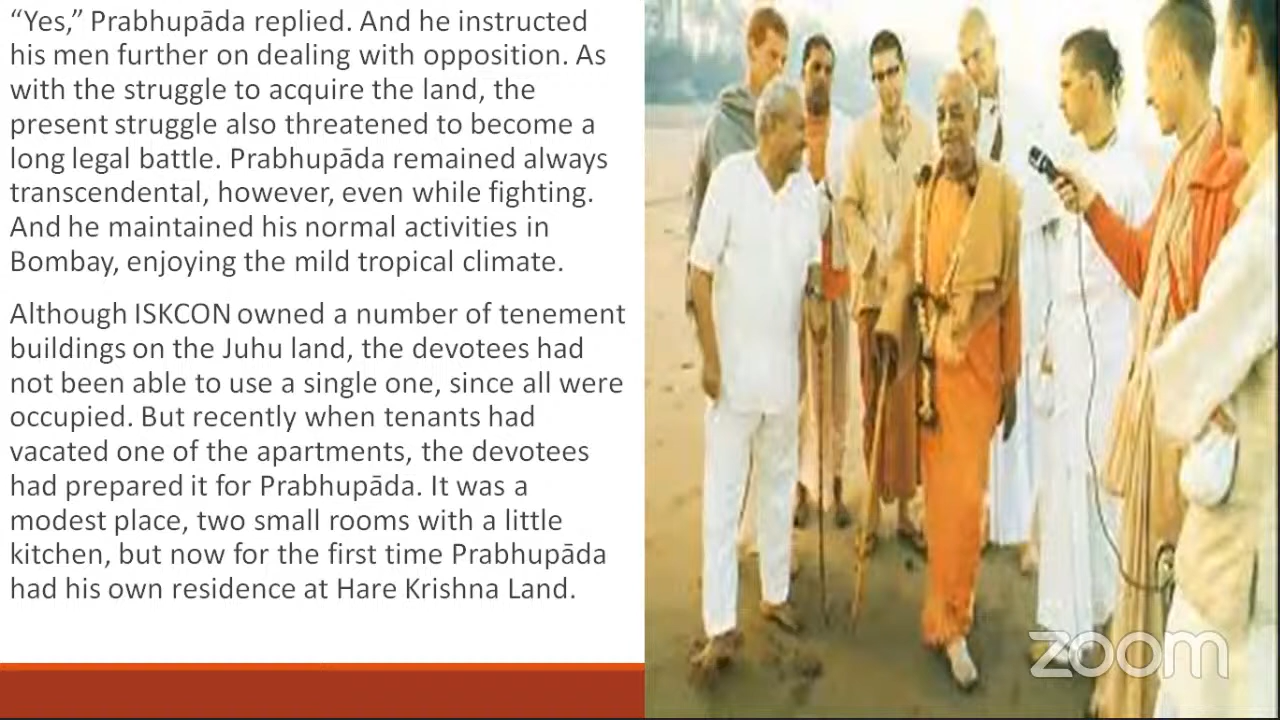 “Yes,” Prabhupāda replied. And he instructed
his men further on dealing with opposition. As
with the struggle to acquire the land, the
present struggle also threatened to become a
long legal battle. Prabhupāda remained always
transcendental, however, even while fighting.
And he maintained his normal activities in
Bombay, enjoying the mild tropical climate.
Although ISKCON owned a number of tenement
buildings on the Juhu land, the devotees had
not been able to use a single one, since all were
occupied. But recently when tenants had
vacated one of the apartments, the devotees
had prepared it for Prabhupāda. It was a
modest place, two small rooms with a little
kitchen, but now for the first time Prabhupāda
had his own residence at Hare Krishna Land.
zoom